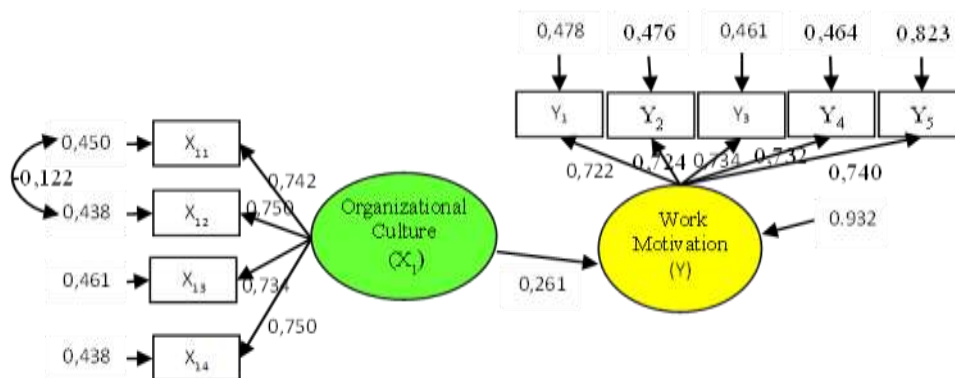 0,478 0,476 0,461 0,464 0,823
Y₁ Y₂ Y₃ Y₄ Y₅
0,722 0,724 0,734 0,732 0,740
0,450 X₁₁
-0,122
0,438 X₁₂
0,461 X₁₃
0,438 X₁₄
0,742
0,750
0,734
0,750
Organizational
Culture
(X₁)
0,261
Work
Motivation
(Y)
0.932